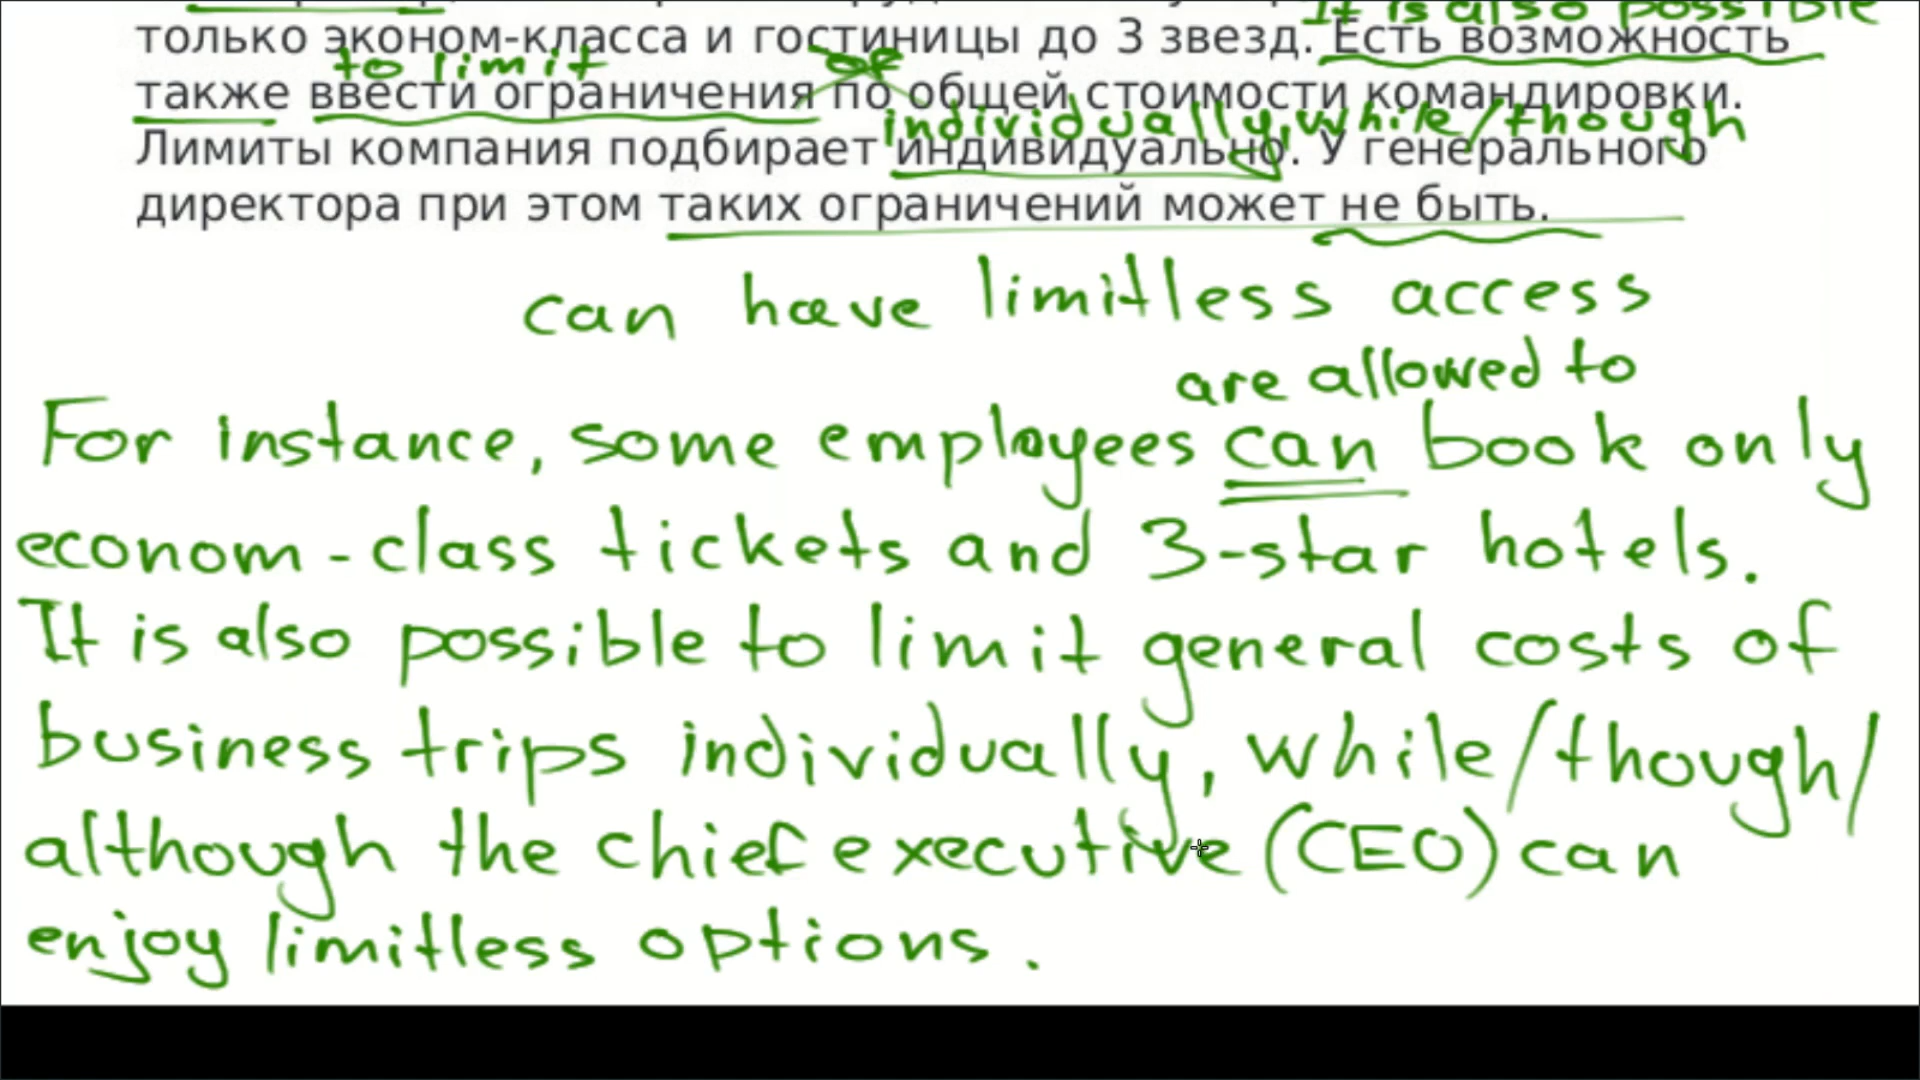 It is also possible
только эконом-класса и гостиницы до 3 звезд. Есть возможность
to limit of
также ввести ограничения по общей стоимости командировки.
individually, while/though
Лимиты компания подбирает индивидуально. У генерального
директора при этом таких ограничений может не быть.
can have limitless access
are allowed to
For instance, some employees can book only
econom-class tickets and 3-star hotels.
It is also possible to limit general costs of
business trips individually, while/though/
although the chief executive (CEO) can
enjoy limitless options.